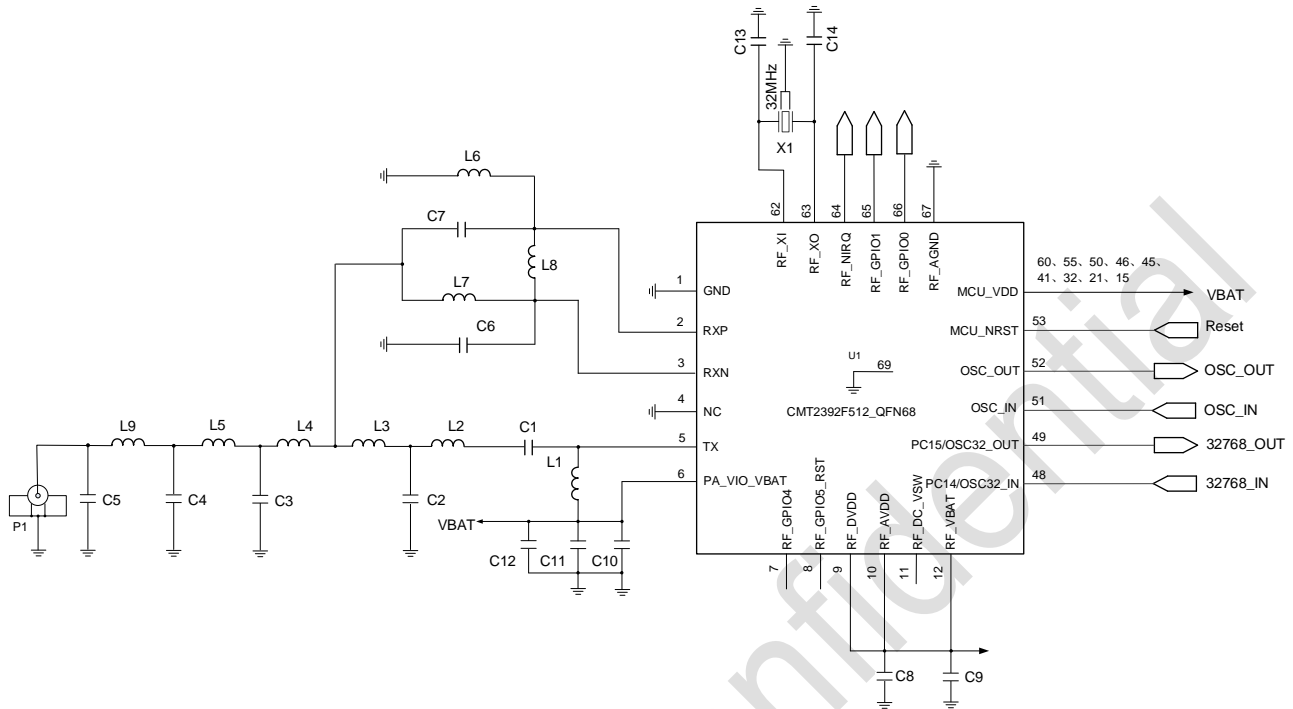 C13
C14
32MHz
X1
L6
C7
L8
L7
C6
62
63
64
65
66
67
RF_XI
RF_XO
RF_NIRQ
RF_GPIO1
RF_GPIO0
RF_AGND
1
GND
2
RXP
3
RXN
4
NC
5
TX
6
PA_VIO_VBAT
MCU_VDD
60、55、50、46、45、
41、32、21、15
VBAT
MCU_NRST
53
Reset
OSC_OUT
52
OSC_OUT
OSC_IN
51
OSC_IN
PC15/OSC32_OUT
49
32768_OUT
PC14/OSC32_IN
48
32768_IN
U1
69
CMT2392F512_QFN68
L9
L5
L4
L3
L2
C1
L1
C5
C4
C3
C2
P1
VBAT
C12
C11
C10
RF_GPIO4
RF_GPIO5_RST
RF_DVDD
RF_AVDD
RF_DC_VSW
RF_VBAT
7
8
9
10
11
12
C8
C9
nfidential